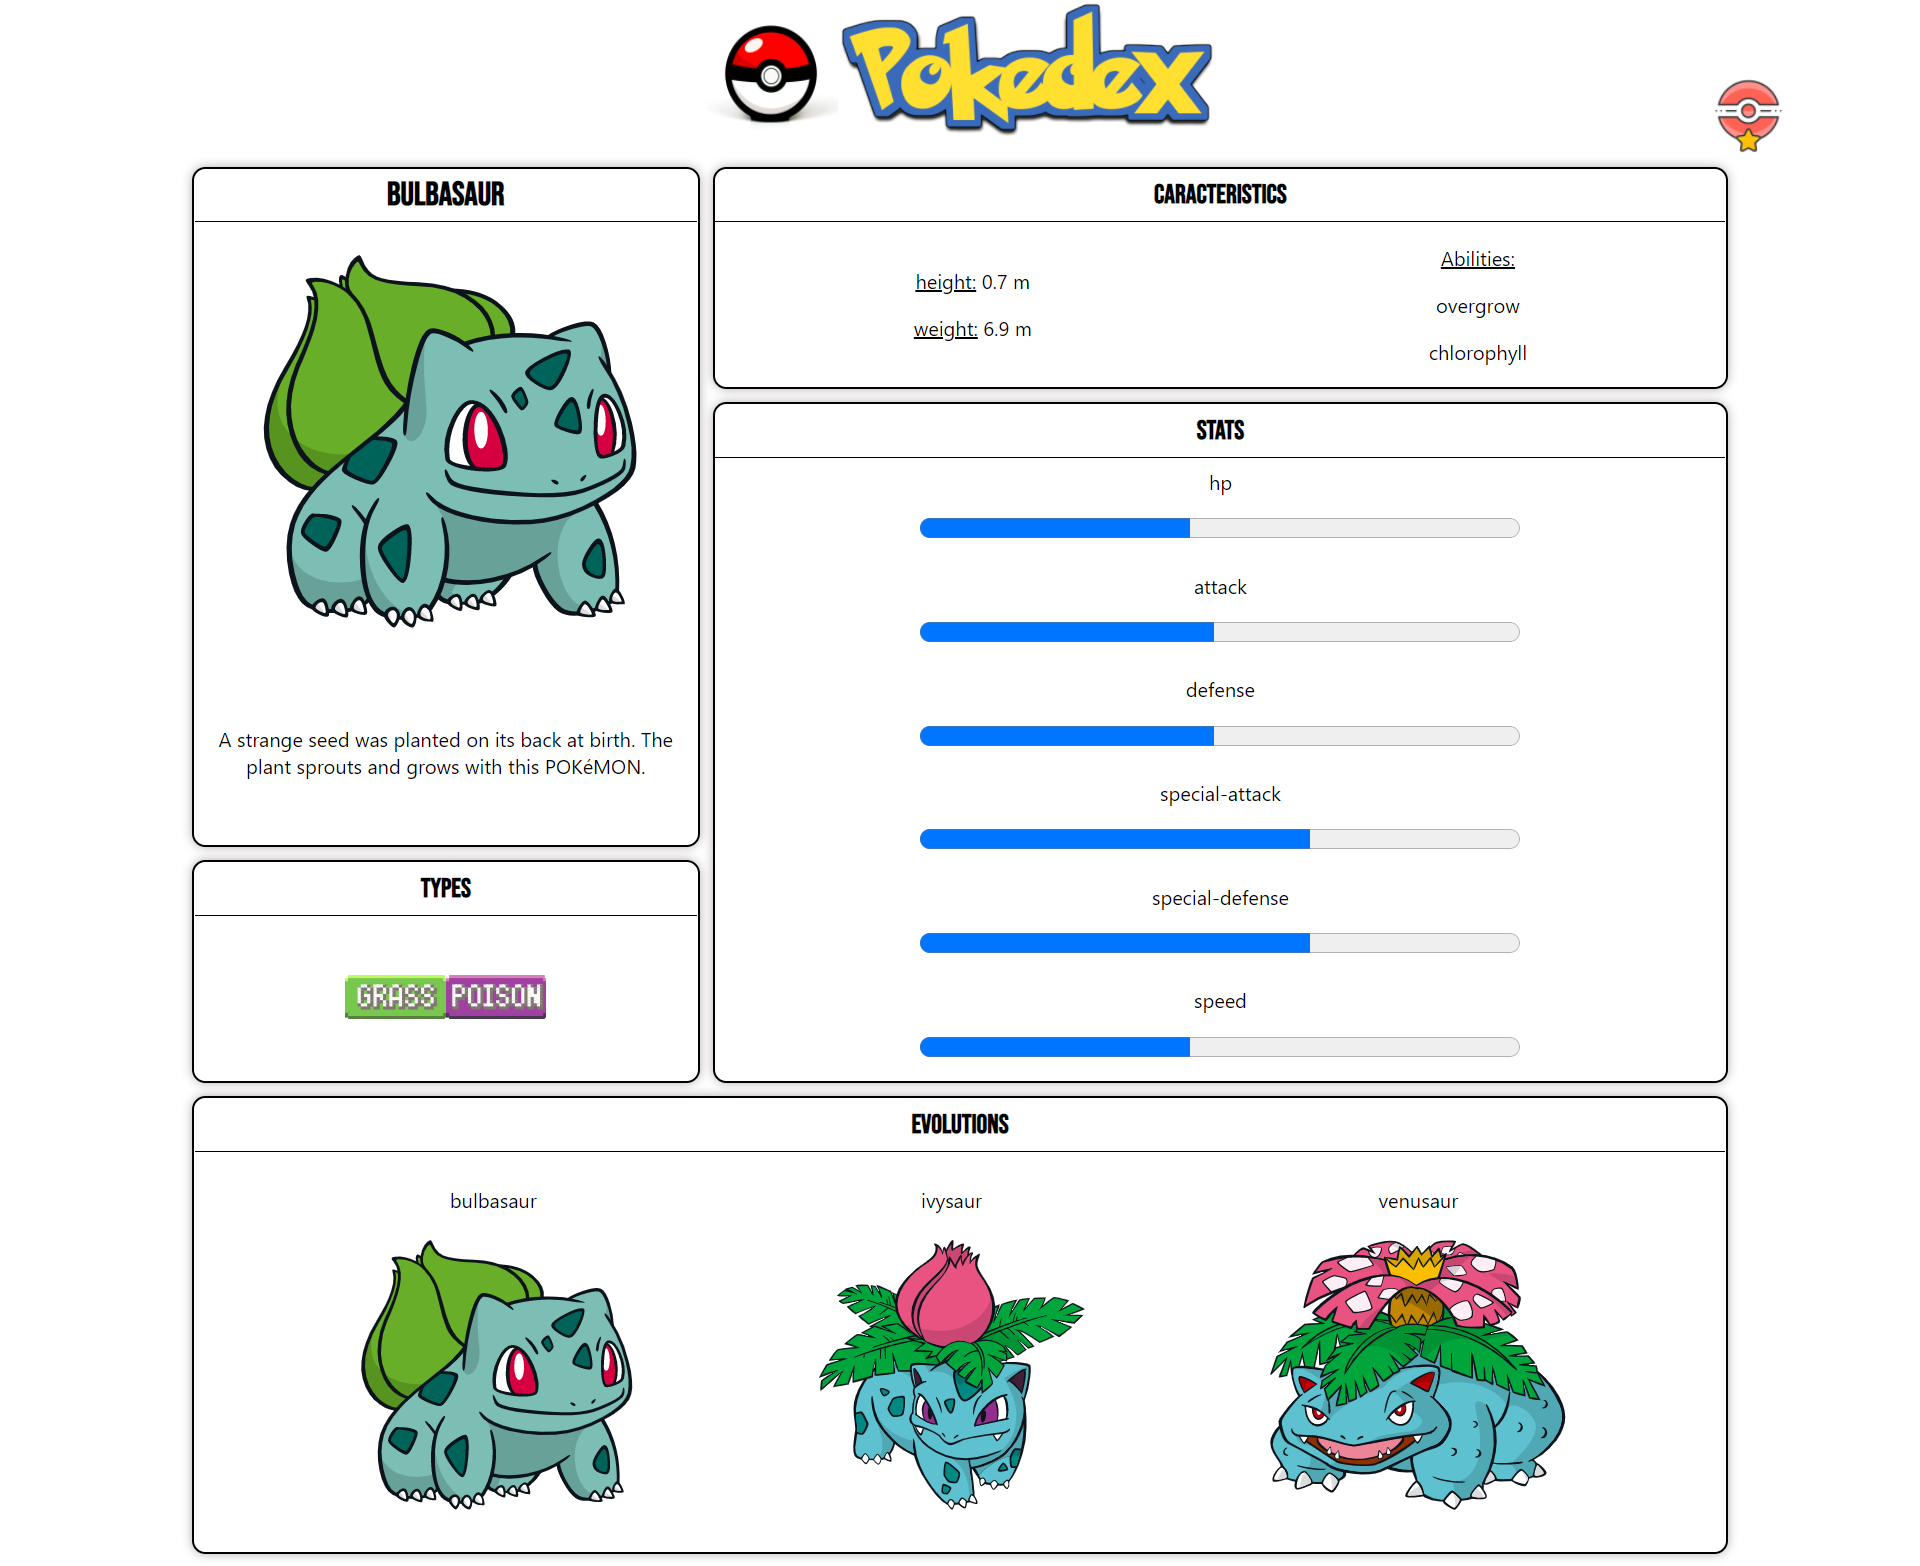 Pokedex
BULBASAUR
A strange seed was planted on its back at birth. The
plant sprouts and grows with this POKéMON.
TYPES
GRASS POISON
CARACTERISTICS
height: 0.7 m
weight: 6.9 m
Abilities:
overgrow
chlorophyll
STATS
hp
attack
defense
special-attack
special-defense
speed
EVOLUTIONS
bulbasaur
ivysaur
venusaur